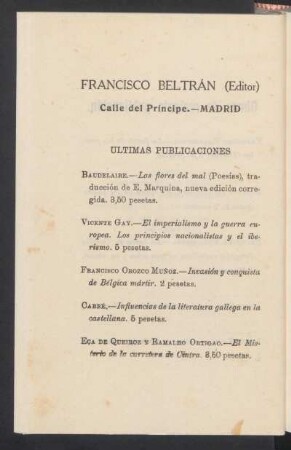 FRANCISCO BELTRÁN (Editor)
Calle del Príncipe.—MADRID
ULTIMAS PUBLICACIONES
BAUDELAIRE.—Las flores del mal (Poesías), tra-
ducción de E. Marquina, nueva edición corre-
gida. 3,50 pesetas.
VICENTE GAY.—El imperialismo y la guerra eu-
ropea. Los principios nacionalistas y el ibe-
rismo. 5 pesetas.
FRANCISCO OROZCO MUÑOZ.—Invasión y conquista
de Bélgica mártir. 2 pesetas.
CARRÉ.—Influencias de la literatura gallega en la
castellana. 5 pesetas.
EÇA DE QUEIROZ Y RAMALHO ORTIGAO.—El Mis-
terio de la carretera de Cintra. 3,50 pesetas.